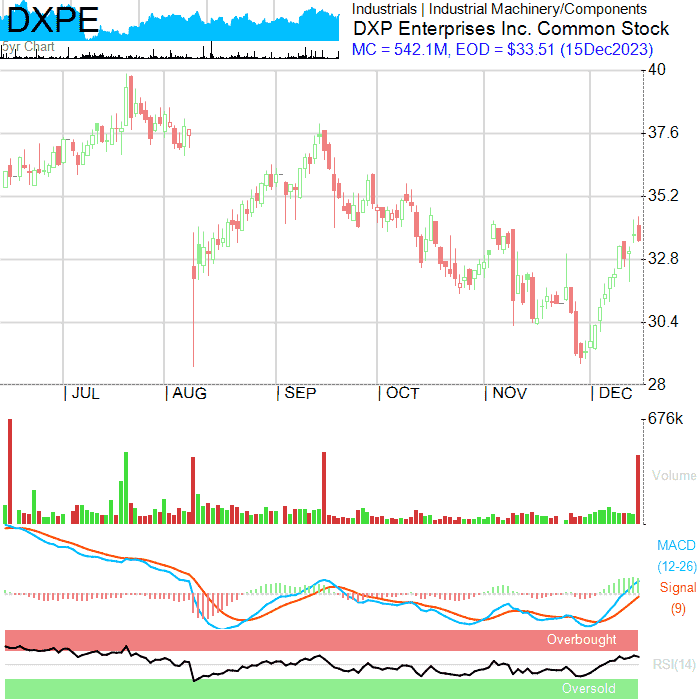 DXPE
5yr Chart
Industrials | Industrial Machinery/Components
DXP Enterprises Inc. Common Stock
MC = 542.1M, EOD = $33.51 (15Dec2023)
40
37.6
35.2
32.8
30.4
28
| JUL | AUG | SEP | OCT | NOV | DEC
676k
Volume
MACD
(12-26)
Signal
(9)
Overbought
RSI(14)
Oversold